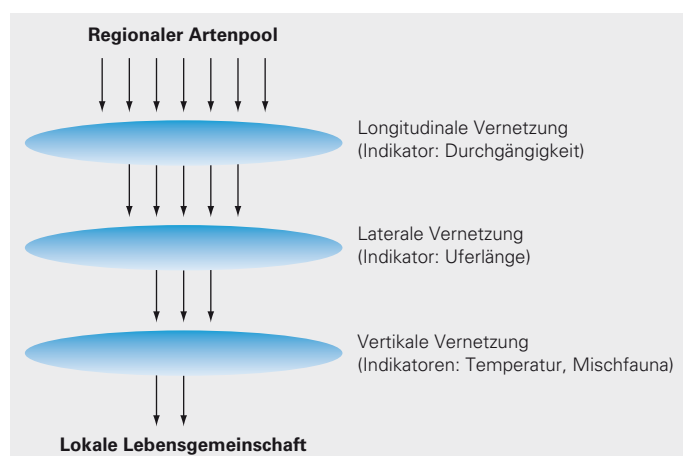 Regionaler Artenpool
Longitudinale Vernetzung
(Indikator: Durchgängigkeit)
Laterale Vernetzung
(Indikator: Uferlänge)
Vertikale Vernetzung
(Indikatoren: Temperatur, Mischfauna)
Lokale Lebensgemeinschaft